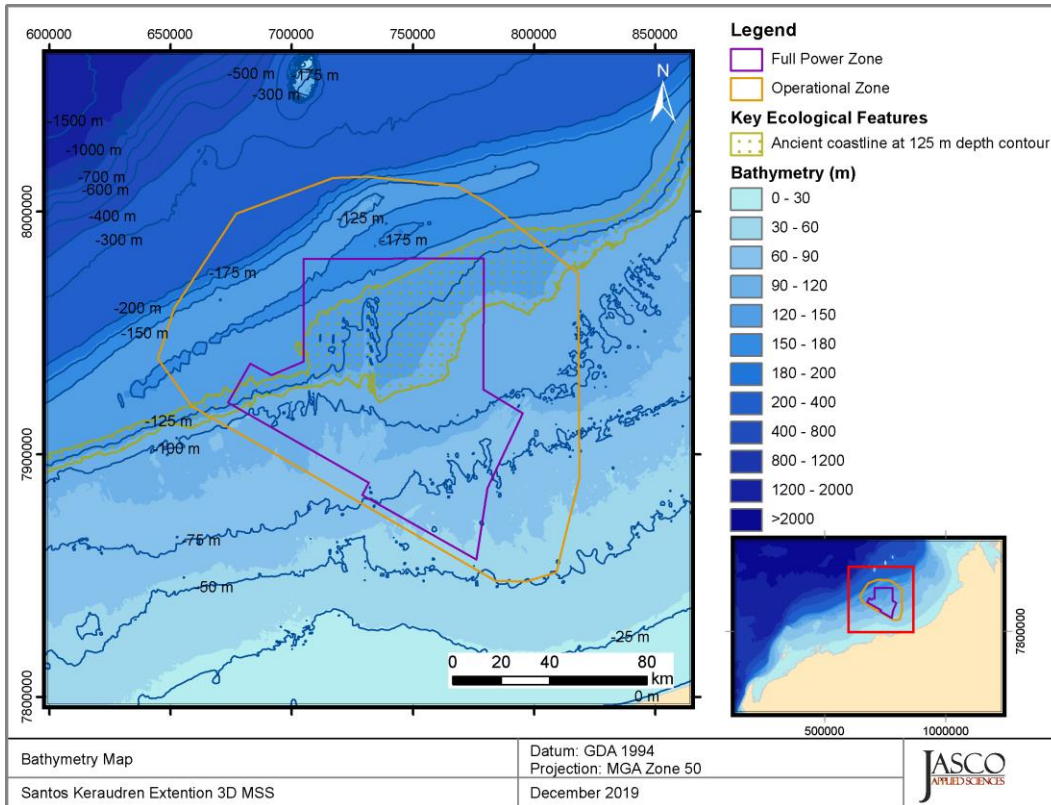 600000 650000 700000 750000 800000 850000
8000000
7900000
7800000
-500 m
-175 m
-300 m
-1500 m
-1000 m
-700 m
-600 m
-400 m
-300 m
-125 m
-175 m
-175 m
-200 m
-150 m
-125 m
-100 m
-75 m
-50 m
-25 m
0 m
N
0 20 40 80
km
Legend
Full Power Zone
Operational Zone
Key Ecological Features
Ancient coastline at 125 m depth contour
Bathymetry (m)
0 - 30
30 - 60
60 - 90
90 - 120
120 - 150
150 - 180
180 - 200
200 - 400
400 - 800
800 - 1200
1200 - 2000
>2000
7800000
500000 1000000
Bathymetry Map
Santos Keraudren Extention 3D MSS
Datum: GDA 1994
Projection: MGA Zone 50
December 2019
JASCO
APPLIED SCIENCES